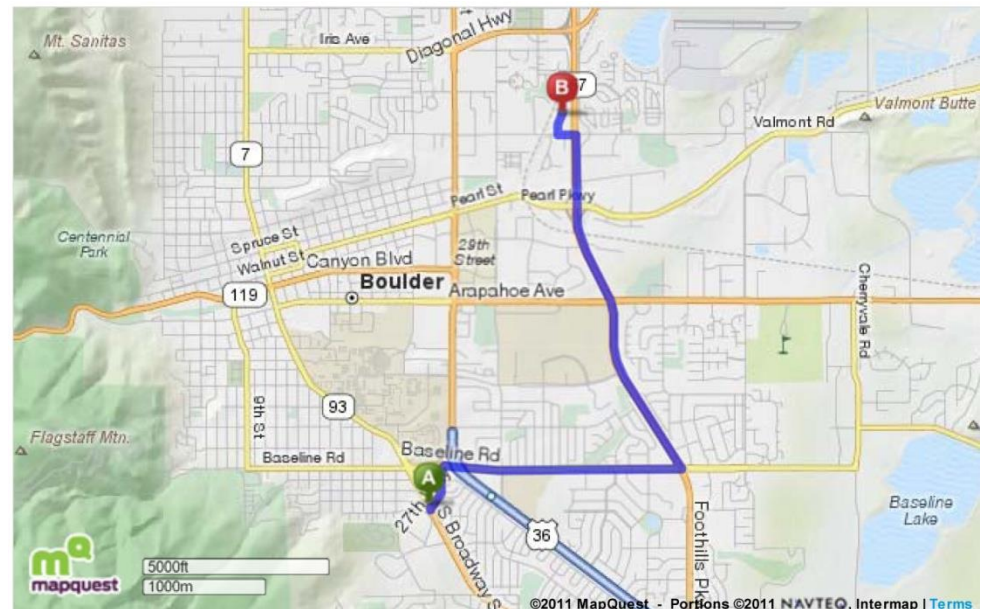 Mt. Sanitas
Iris Ave
Diagonal Hwy
B
7
Valmont Butte
Valmont Rd
7
Pearl St
Pearl Pkwy
Centennial
Park
Spruce St
Walnut St
Canyon Blvd
29th
Street
Boulder
Arapahoe Ave
119
Cherryvale Rd
93
9th St
Flagstaff Mtn.
Baseline Rd
Baseline Rd
A
27th
S Broadway S
36
Foothills Pk
Baseline
Lake
mQ
mapquest
5000ft
1000m
©2011 MapQuest - Portions ©2011 NAVTEQ, Intermap | Terms